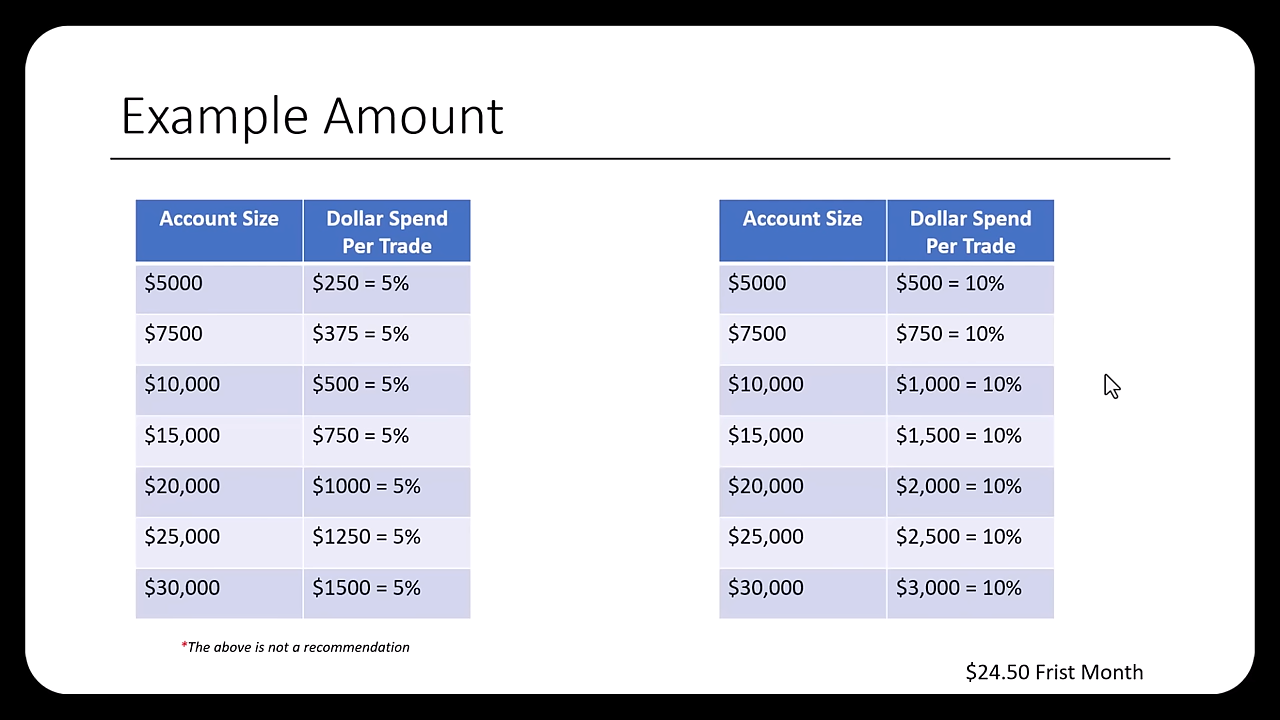 Example Amount
Account Size Dollar Spend
Per Trade
$5000 $250 = 5%
$7500 $375 = 5%
$10,000 $500 = 5%
$15,000 $750 = 5%
$20,000 $1000 = 5%
$25,000 $1250 = 5%
$30,000 $1500 = 5%
*The above is not a recommendation
Account Size Dollar Spend
Per Trade
$5000 $500 = 10%
$7500 $750 = 10%
$10,000 $1,000 = 10%
$15,000 $1,500 = 10%
$20,000 $2,000 = 10%
$25,000 $2,500 = 10%
$30,000 $3,000 = 10%
$24.50 Frist Month